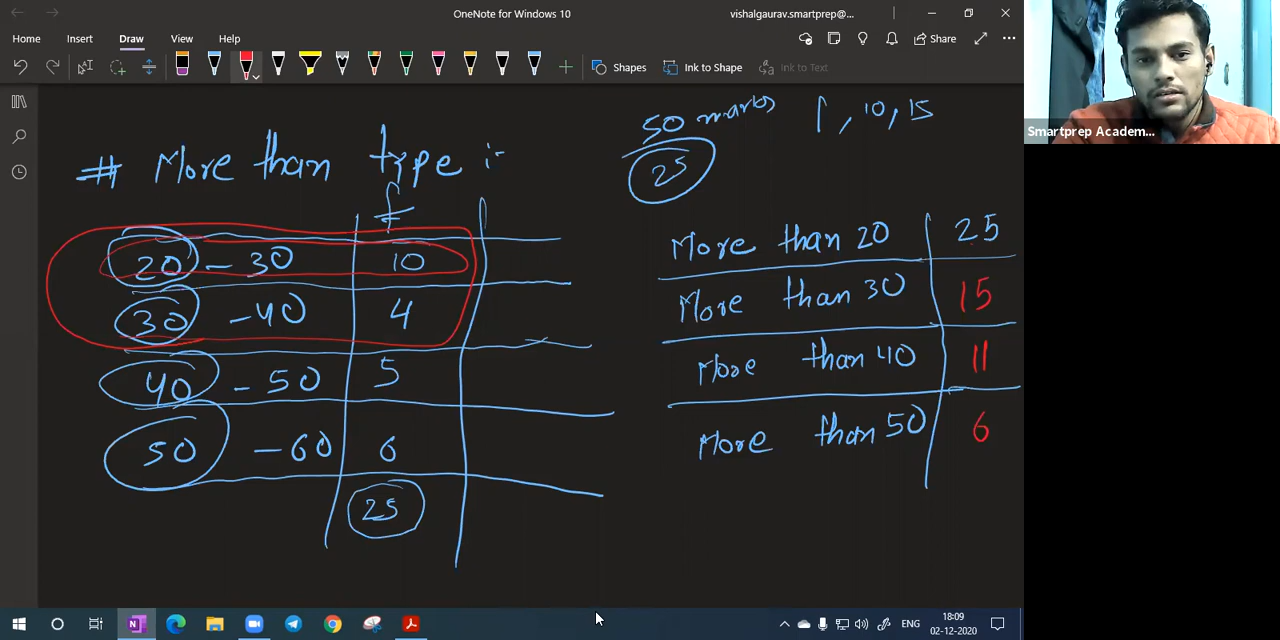 OneNote for Windows 10
vishalgaurav.smartprep@...
Home Insert Draw View Help
Share
Shapes Ink to Shape Ink to Text
Smartprep Academ...
50 marks 1, 10, 15
25
# More than type :-
f
20 - 30 10
30 - 40 4
40 - 50 5
50 - 60 6
25
More than 20 25
More than 30 15
More than 40 11
More than 50 6
ENG
18:09
02-12-2020